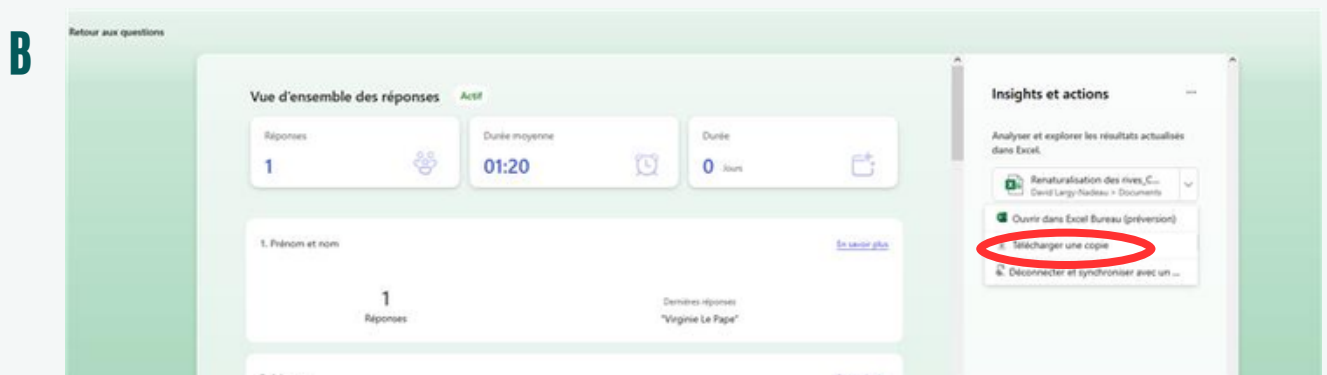 B
Retour aux questions
Vue d'ensemble des réponses Actif
Réponses
1
Durée moyenne
01:20
Durée
0 Jours
1. Prénom et nom
En savoir plus
1
Réponses
Dernières réponses
"Virginie Le Pape"
Insights et actions ...
Analyser et explorer les résultats actualisés
dans Excel.
Renaturalisation des rives_C...
David Largy-Nadeau > Documents
Ouvrir dans Excel Bureau (préversion)
Télécharger une copie
Déconnecter et synchroniser avec un ...